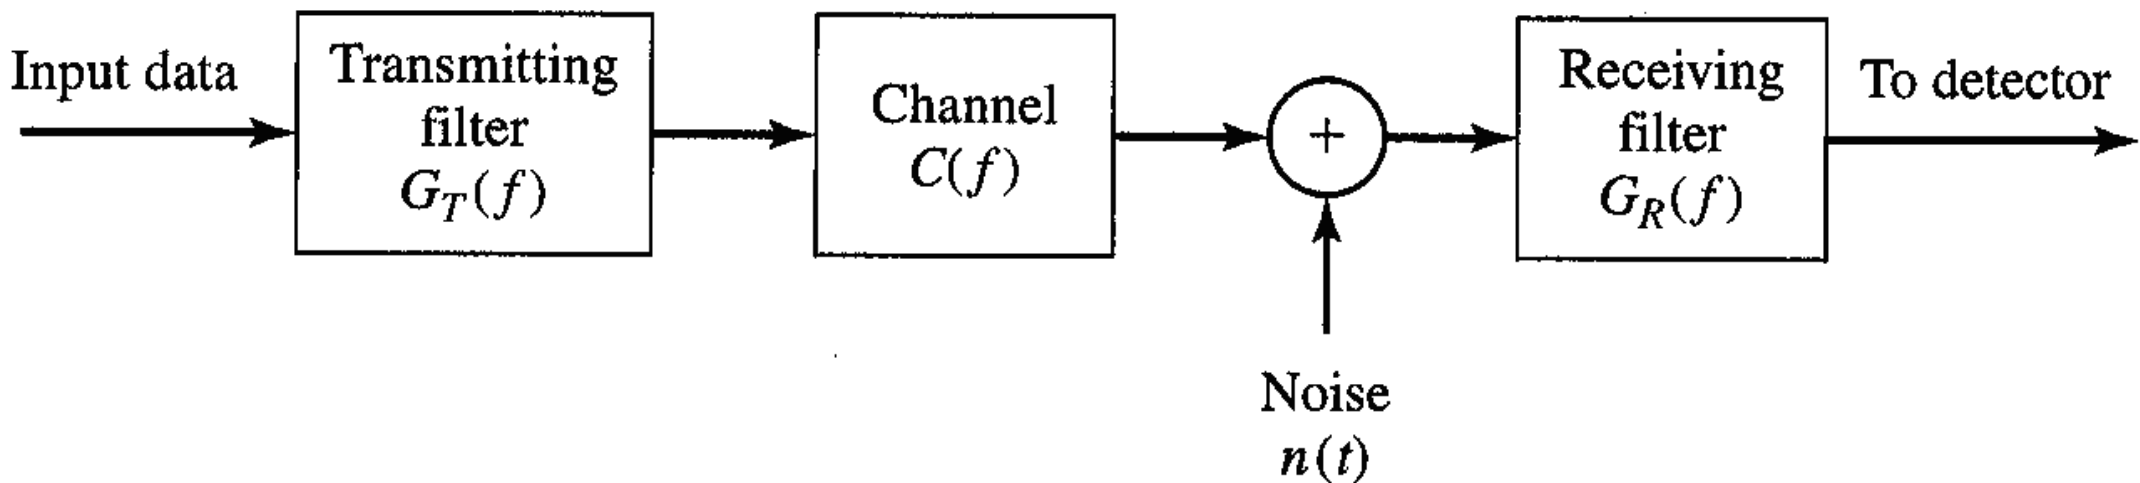 Input data
Transmitting
filter
G_T(f)
Channel
C(f)
+
Noise
n(t)
Receiving
filter
G_R(f)
To detector